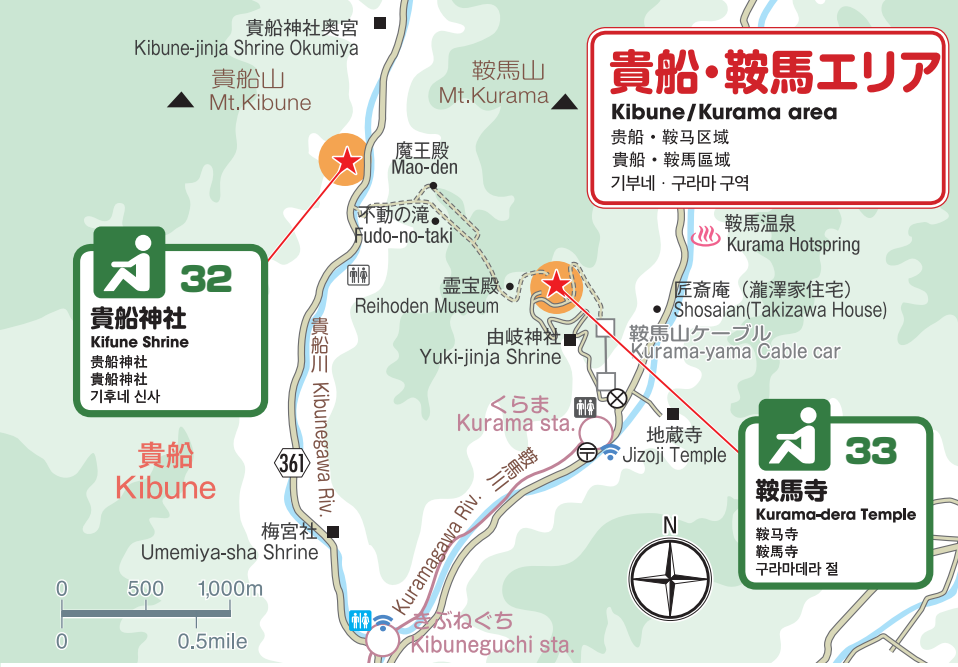 貴船神社奥宮
Kibune-jinja Shrine Okumiya
貴船山
Mt.Kibune
鞍馬山
Mt.Kurama
貴船・鞍馬エリア
Kibune/Kurama area
贵船・鞍马区域
貴船・鞍馬區域
기부네・구라마 구역
魔王殿
Mao-den
不動の滝
Fudo-no-taki
鞍馬温泉
Kurama Hotspring
32
貴船神社
Kifune Shrine
贵船神社
貴船神社
기후네 신사
霊宝殿
Reihoden Museum
匠斎庵（瀧澤家住宅）
Shosaian(Takizawa House)
由岐神社
Yuki-jinja Shrine
鞍馬山ケーブル
Kurama-yama Cable car
貴船川 Kibunegawa Riv.
くらま
Kurama sta.
地蔵寺
Jizoji Temple
貴船
Kibune
361
33
鞍馬寺
Kurama-dera Temple
鞍马寺
鞍馬寺
구라마데라 절
Kuramagawa Riv. 鞍馬川
梅宮社
Umemiya-sha Shrine
N
0 500 1,000m
0 0.5mile
きぶねぐち
Kibuneguchi sta.